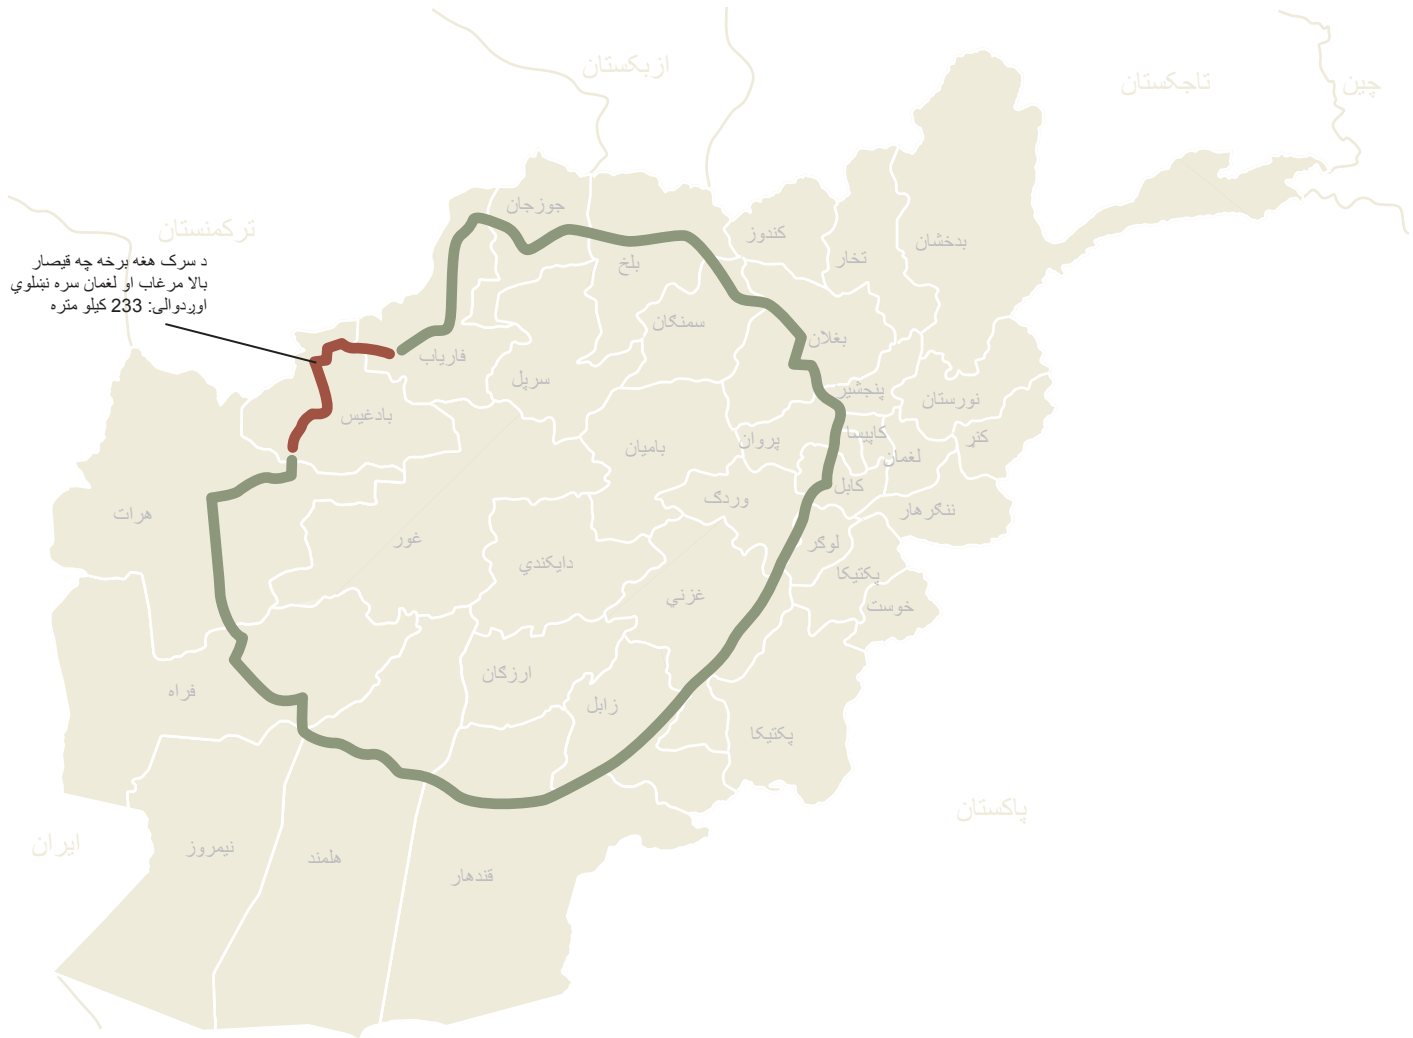 ازبکستان
تاجکستان
چین
ترکمنستان
د سرک هغه برخه چه قیصار
بالا مرغاب او لغمان سره نښلوي
اوږدوالی: 233 کیلو متره
جوزجان
کندوز
تخار
بدخشان
بلخ
سمنگان
بغلان
فاریاب
سرپل
پنجشیر
نورستان
بادغیس
بامیان
پروان
کاپیسا
کنړ
لغمان
کابل
وردګ
ننګرهار
هرات
غور
دایکندي
لوګر
پکتیکا
غزني
خوست
ارزګان
فراه
زابل
پکتیکا
پاکستان
ایران
نیمروز
هلمند
قندهار